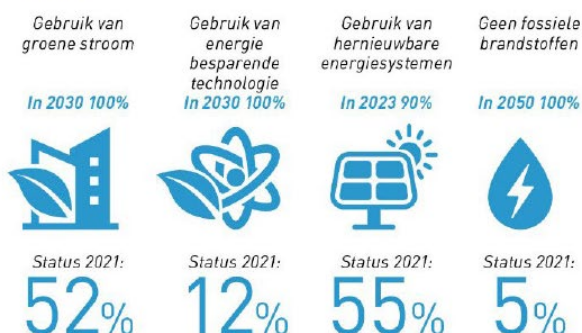 Gebruik van
groene stroom
In 2030 100%
Status 2021:
52%
Gebruik van
energie
besparende
technologie
In 2030 100%
Status 2021:
12%
Gebruik van
hernieuwbare
energiesystemen
In 2023 90%
Status 2021:
55%
Geen fossiele
brandstoffen
In 2050 100%
Status 2021:
5%